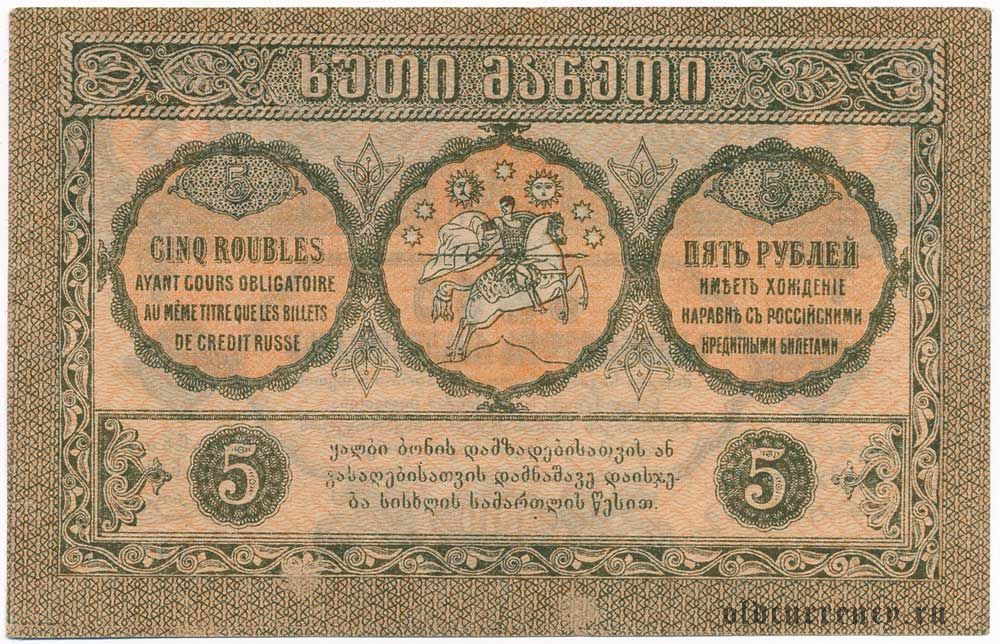 ხუთი მანეთი
5
CINQ ROUBLES
AYANT COURS OBLIGATOIRE
AU MÊME TITRE QUE LES BILLETS
DE CREDIT RUSSE
5
ПЯТЬ РУБЛЕЙ
ИМѢЕТЪ ХОЖДЕНІЕ
НАРАВНѢ СЪ РОССІЙСКИМИ
КРЕДИТНЫМИ БИЛЕТАМИ
5
ყალბი ბონის დამზადებისათვის ან
გასაღებისათვის დამნაშავე დაისჯე-
ბა სისხლის სამართლის წესით.
5
oldcurrency.ru